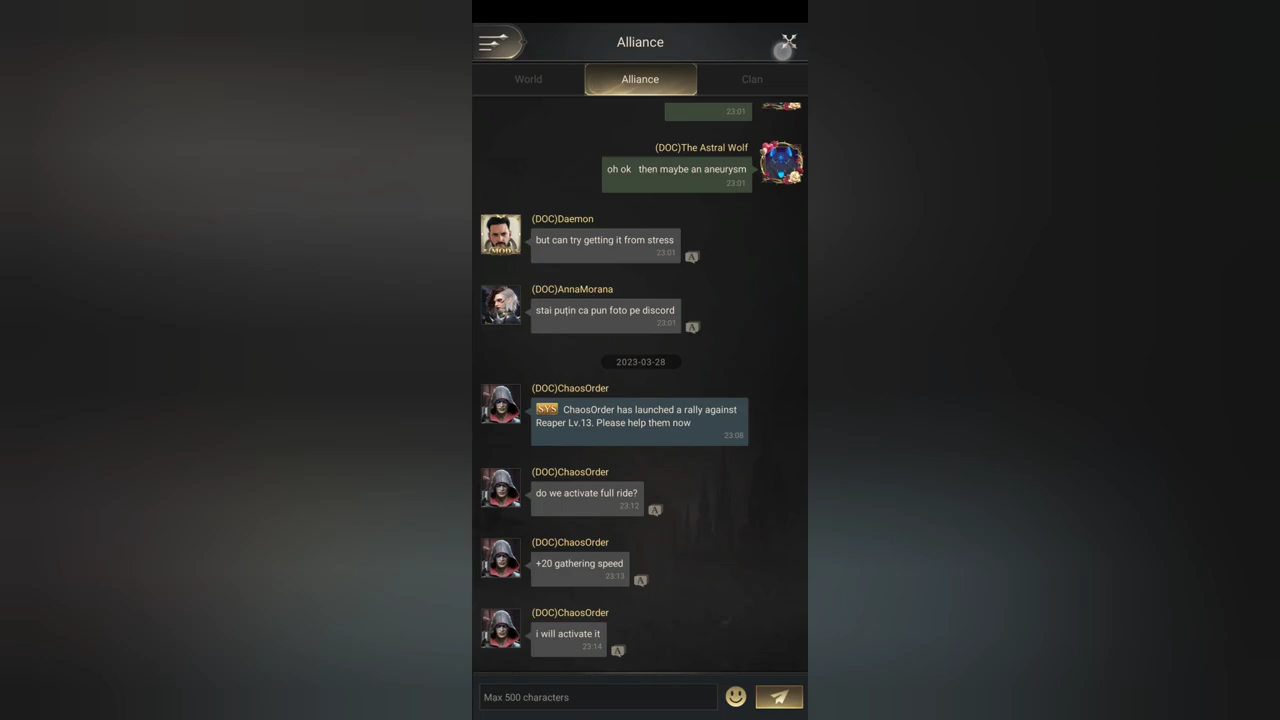 Alliance
World
Alliance
Clan
23:01
(DOC)The Astral Wolf
oh ok   then maybe an aneurysm
23:01
(DOC)Daemon
MOD
but can try getting it from stress
23:01
A
(DOC)AnnaMorana
stai puțin ca pun foto pe discord
23:01
A
2023-03-28
(DOC)ChaosOrder
SYS ChaosOrder has launched a rally against
Reaper Lv.13. Please help them now
23:08
(DOC)ChaosOrder
do we activate full ride?
23:12
A
(DOC)ChaosOrder
+20 gathering speed
23:13
A
(DOC)ChaosOrder
i will activate it
23:14
A
Max 500 characters